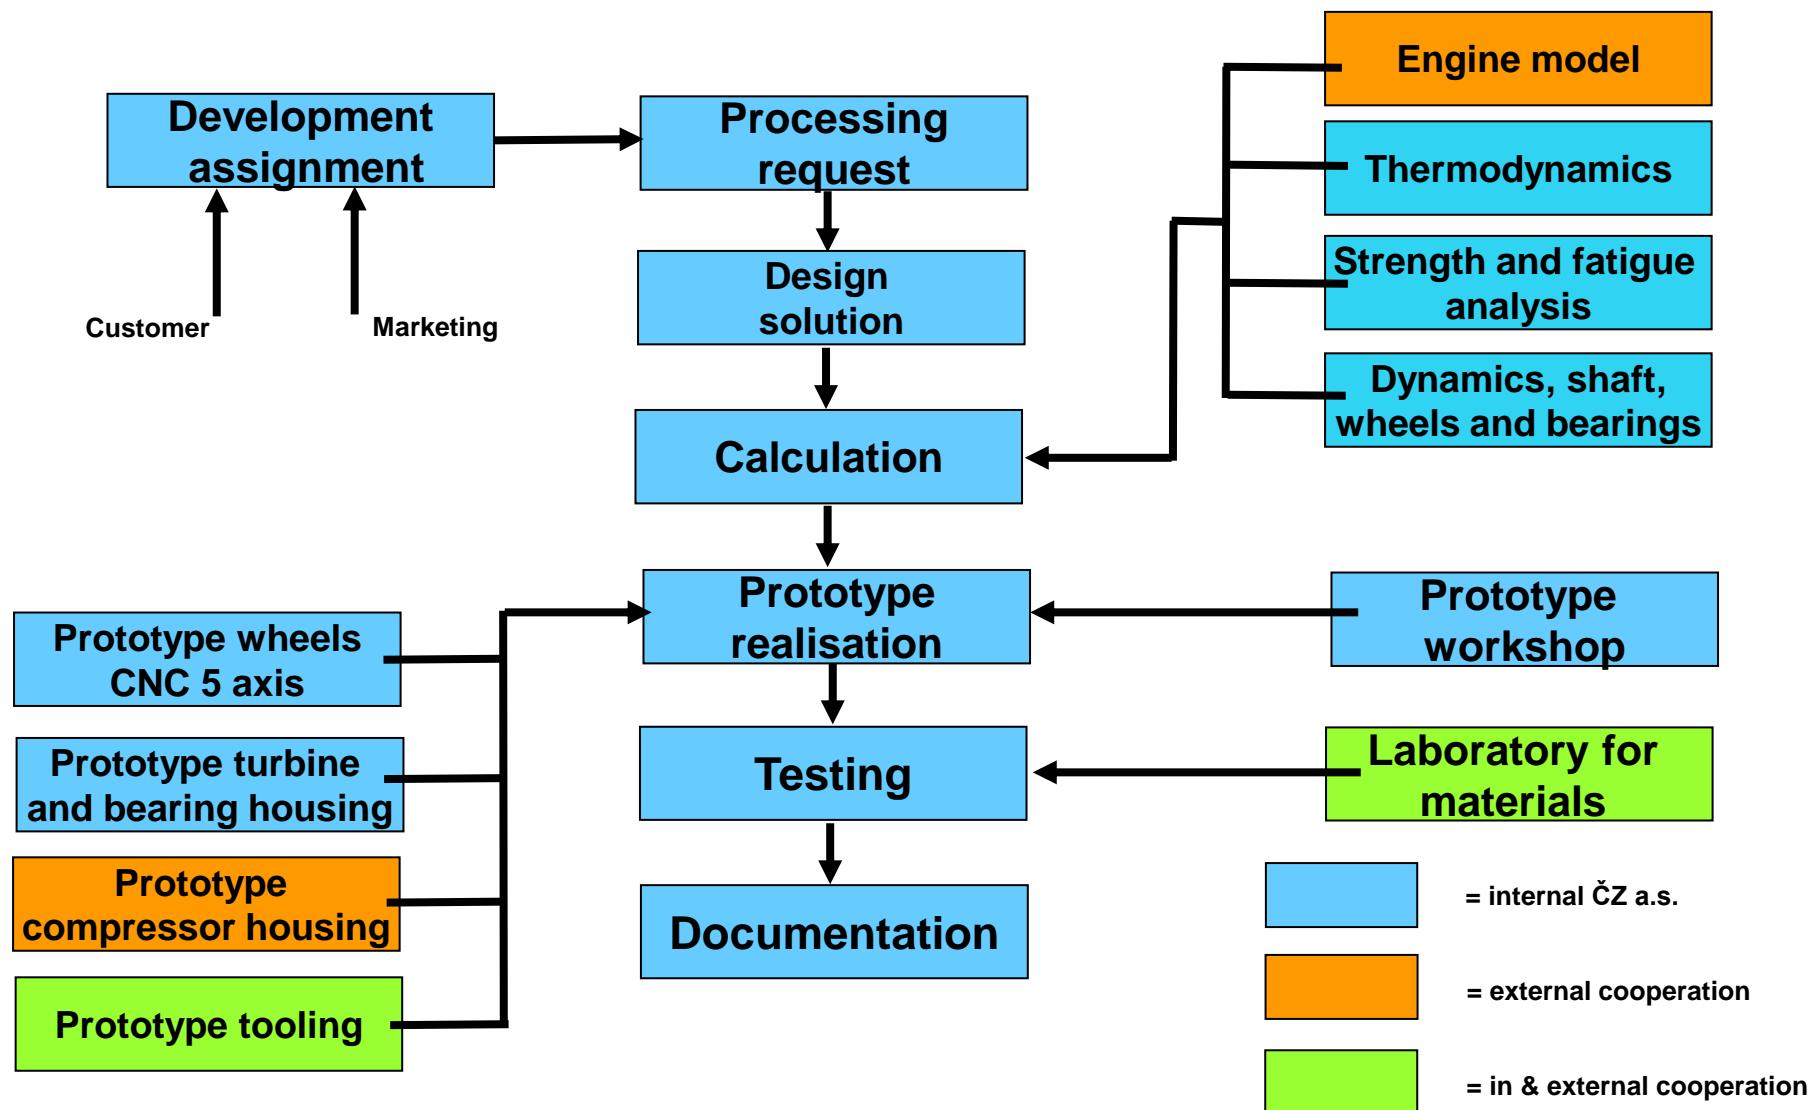 Development
assignment
Customer
Marketing
Processing
request
Design
solution
Calculation
Engine model
Thermodynamics
Strength and fatigue
analysis
Dynamics, shaft,
wheels and bearings
Prototype
realisation
Prototype
workshop
Prototype wheels
CNC 5 axis
Prototype turbine
and bearing housing
Prototype
compressor housing
Prototype tooling
Testing
Laboratory for
materials
Documentation
= internal ČZ a.s.
= external cooperation
= in & external cooperation